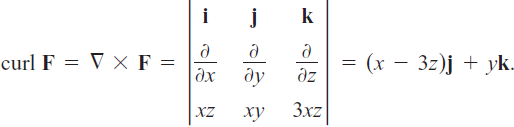 i j k
curl F = ∇ × F = | ∂/∂x ∂/∂y ∂/∂z | = (x − 3z)j + yk.
xz xy 3xz